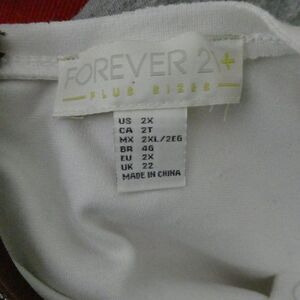 FOREVER 21+
PLUS SIZES
US 2X
CA 2T
MX 2XL/2EG
BR 46
EU 2X
UK 22
MADE IN CHINA